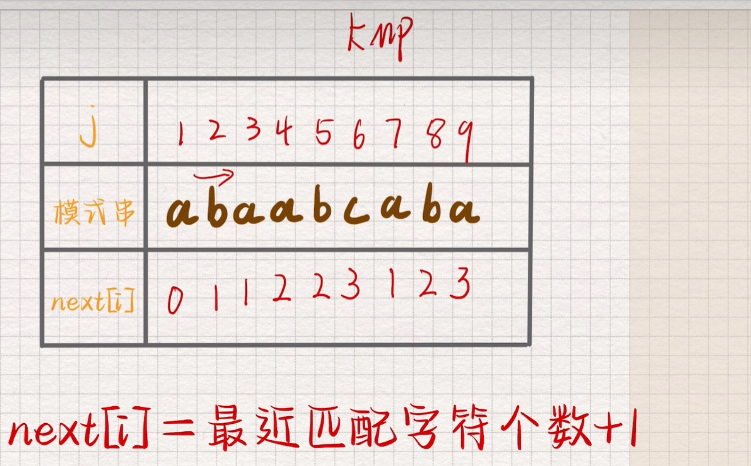 kmp
j 1 2 3 4 5 6 7 8 9
模式串 abaabcaba
next[i] 0 1 1 2 2 3 1 2 3
next[i]=最近匹配字符个数+1